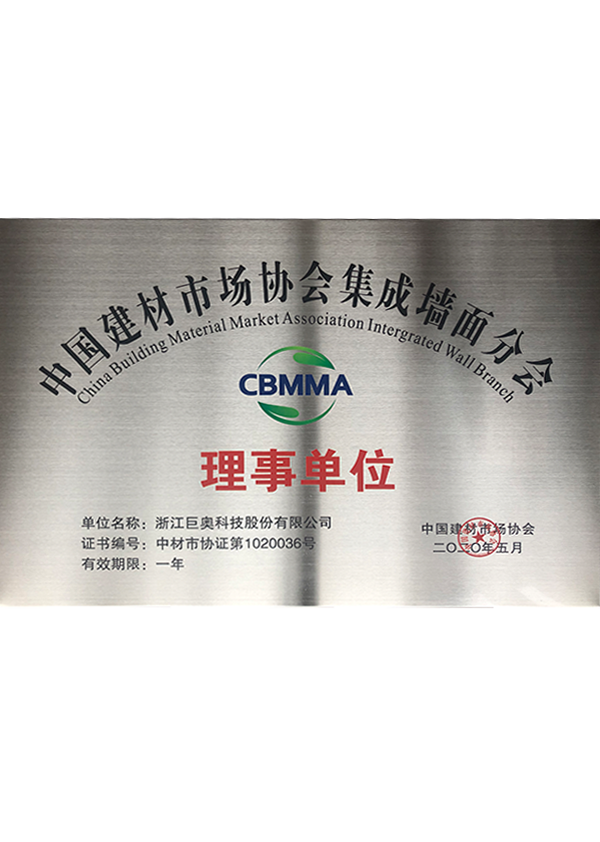 中国建材市场协会集成墙面分会
China Building Material Market Association Intergrated Wall Branch
CBMMA
理事单位
单位名称：浙江巨奥科技股份有限公司
证书编号：中材市协证第1020036号
有效期限：一年
中国建材市场协会
二〇二〇年五月